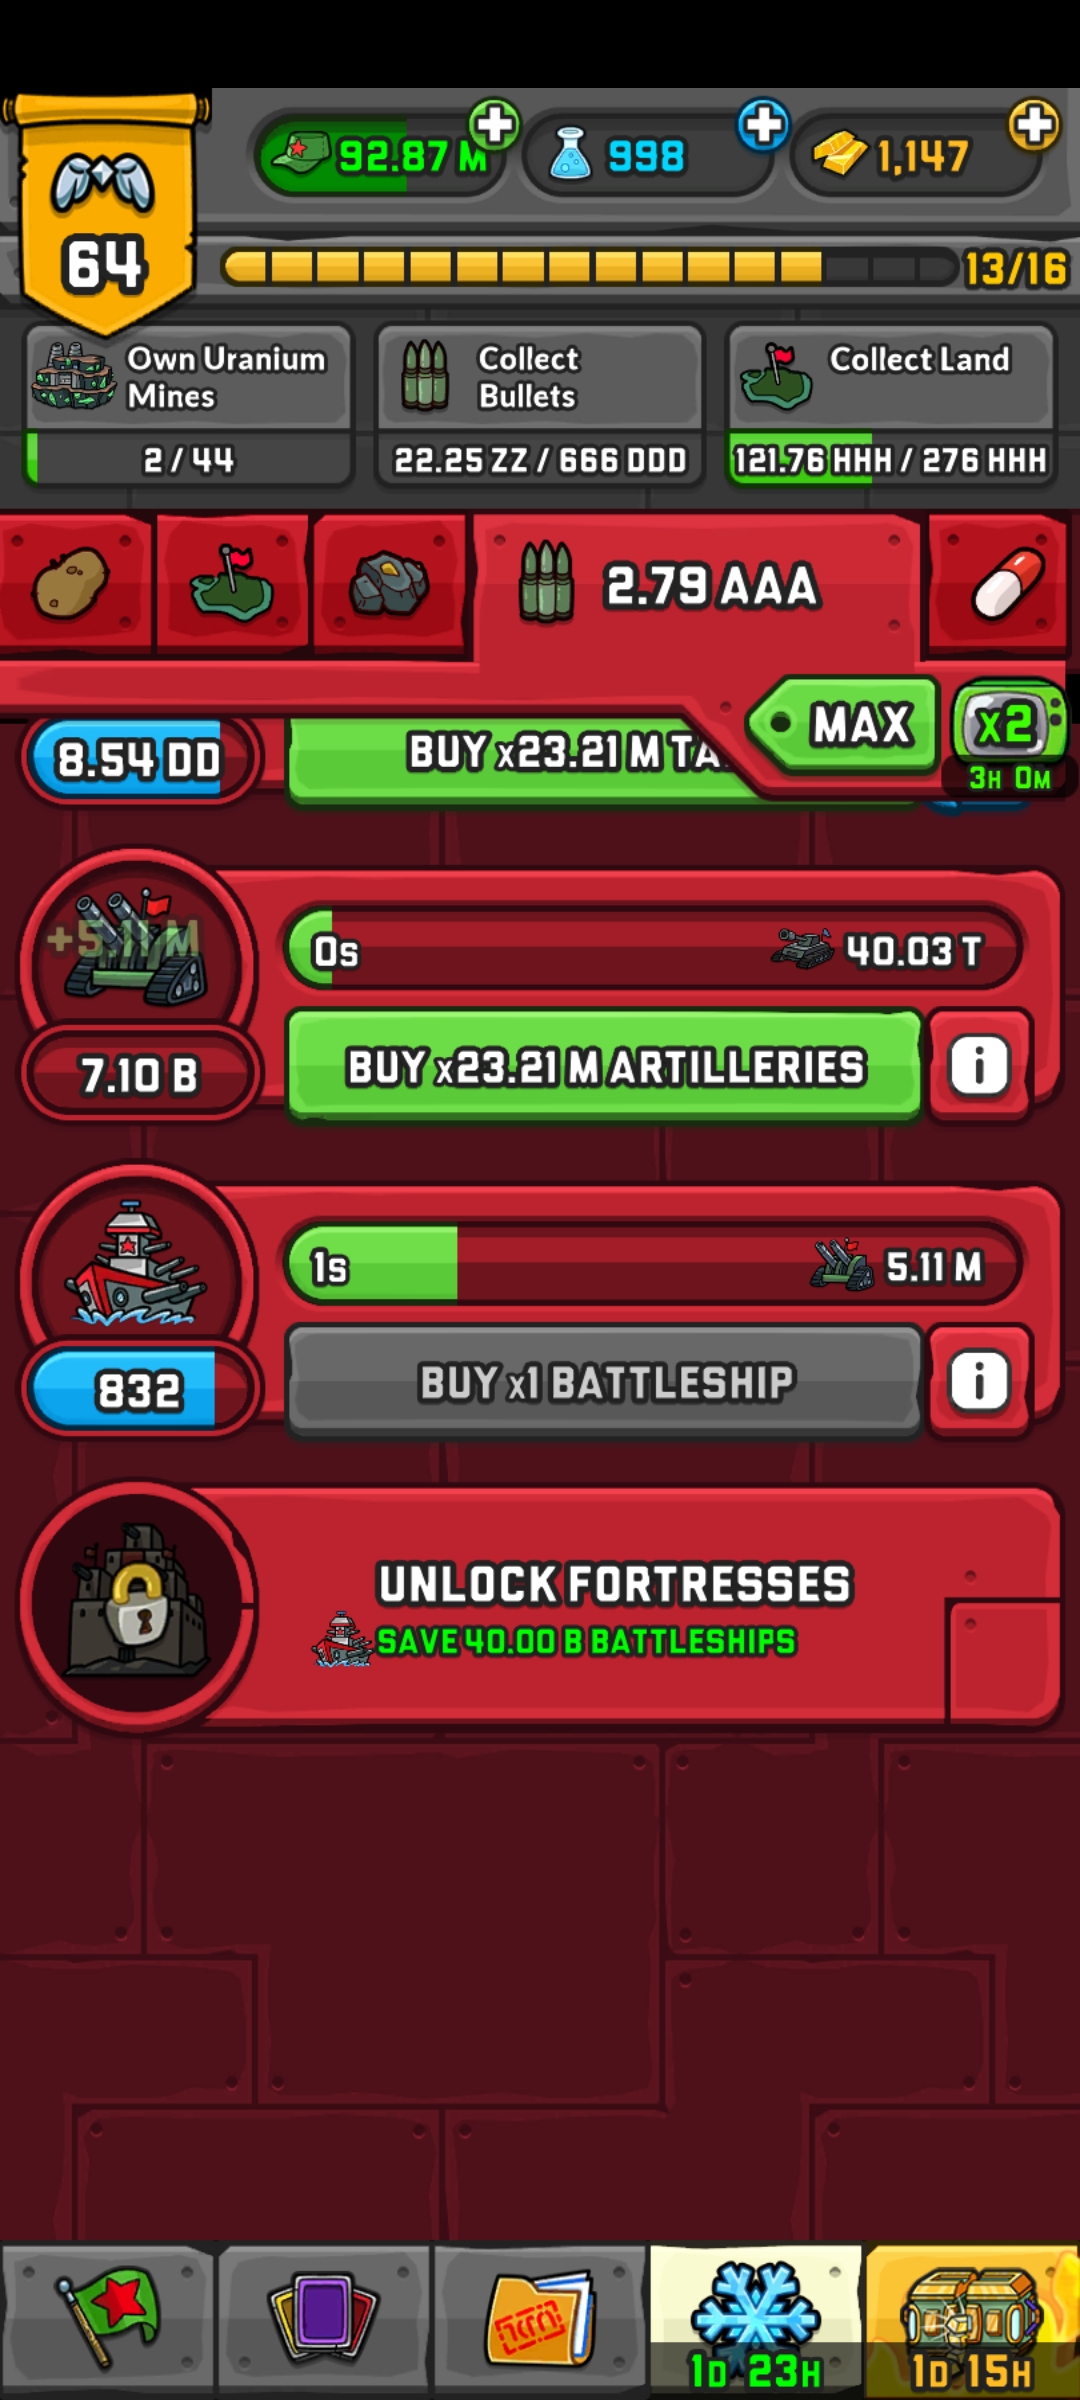 92.87 M
998
1,147
64
13/16
Own Uranium
Mines
2 / 44
Collect
Bullets
22.25 ZZ / 666 DDD
Collect Land
121.76 HHH / 276 HHH
2.79 AAA
MAX
x2
3H 0M
8.54 DD
BUY x23.21 M TA
+5.11 M
0s
40.03 T
7.10 B
BUY x23.21 M ARTILLERIES
i
1s
5.11 M
832
BUY x1 BATTLESHIP
i
UNLOCK FORTRESSES
SAVE 40.00 B BATTLESHIPS
1D 23H
1D 15H